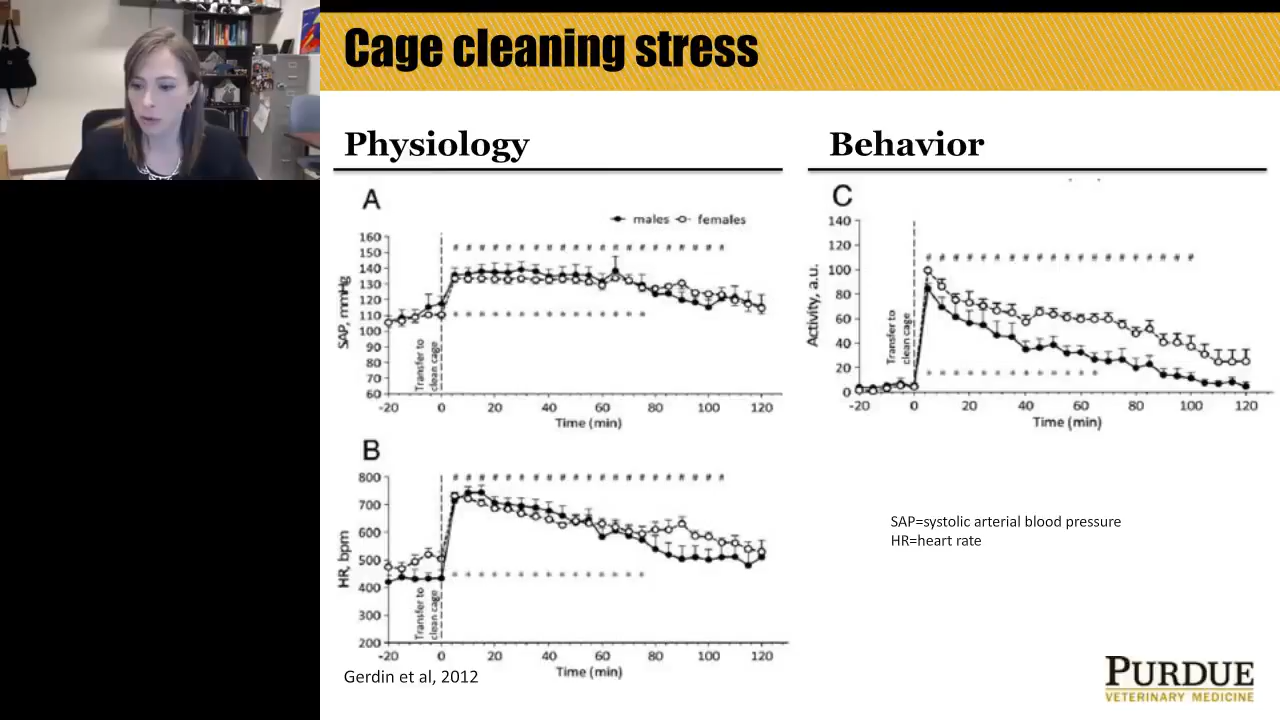 Cage cleaning stress
Physiology
A
males females
# # # # # # # # # # # # # # # # # # # # #
160
150
140
130
120
110
100
90
80
70
60
SAP, mmHg
Transfer to
clean cage
* * * * * * * * * * * * * * *
-20 0 20 40 60 80 100 120
Time (min)
B
# # # # # # # # # # # # # # # # # # # # #
800
700
600
500
400
300
200
HR, bpm
Transfer to
clean cage
* * * * * * * * * * * * * * *
-20 0 20 40 60 80 100 120
Time (min)
Gerdin et al, 2012
Behavior
C
140
120
100
80
60
40
20
0
Activity, a.u.
# # # # # # # # # # # # # # # # # # # #
Transfer to
clean cage
* * * * * * * * * * * * *
-20 0 20 40 60 80 100 120
Time (min)
SAP=systolic arterial blood pressure
HR=heart rate
PURDUE
VETERINARY MEDICINE